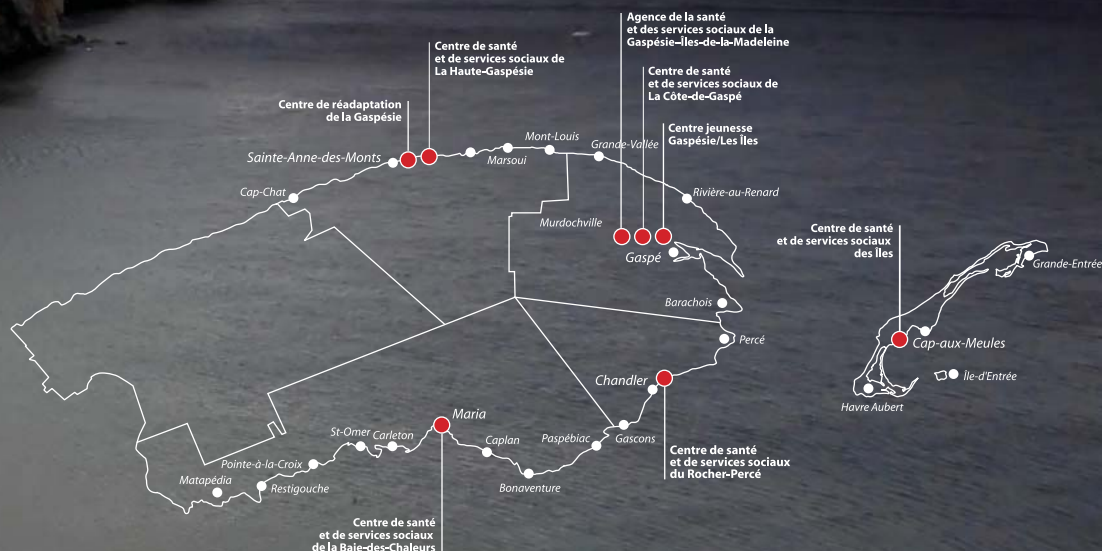 Agence de la santé
et des services sociaux de la
Gaspésie–Îles-de-la-Madeleine
Centre de santé
et de services sociaux de
La Haute-Gaspésie
Centre de santé
et de services sociaux de
La Côte-de-Gaspé
Centre de réadaptation
de la Gaspésie
Centre jeunesse
Gaspésie/Les Îles
Mont-Louis
Grande-Vallée
Sainte-Anne-des-Monts
Marsoui
Cap-Chat
Rivière-au-Renard
Murdochville
Gaspé
Centre de santé
et de services sociaux
des Îles
Grande-Entrée
Barachois
Percé
Cap-aux-Meules
Île-d'Entrée
Havre Aubert
Chandler
Maria
St-Omer
Carleton
Caplan
Paspébiac
Gascons
Pointe-à-la-Croix
Matapédia
Restigouche
Bonaventure
Centre de santé
et de services sociaux
du Rocher-Percé
Centre de santé
et de services sociaux
de la Baie-des-Chaleurs